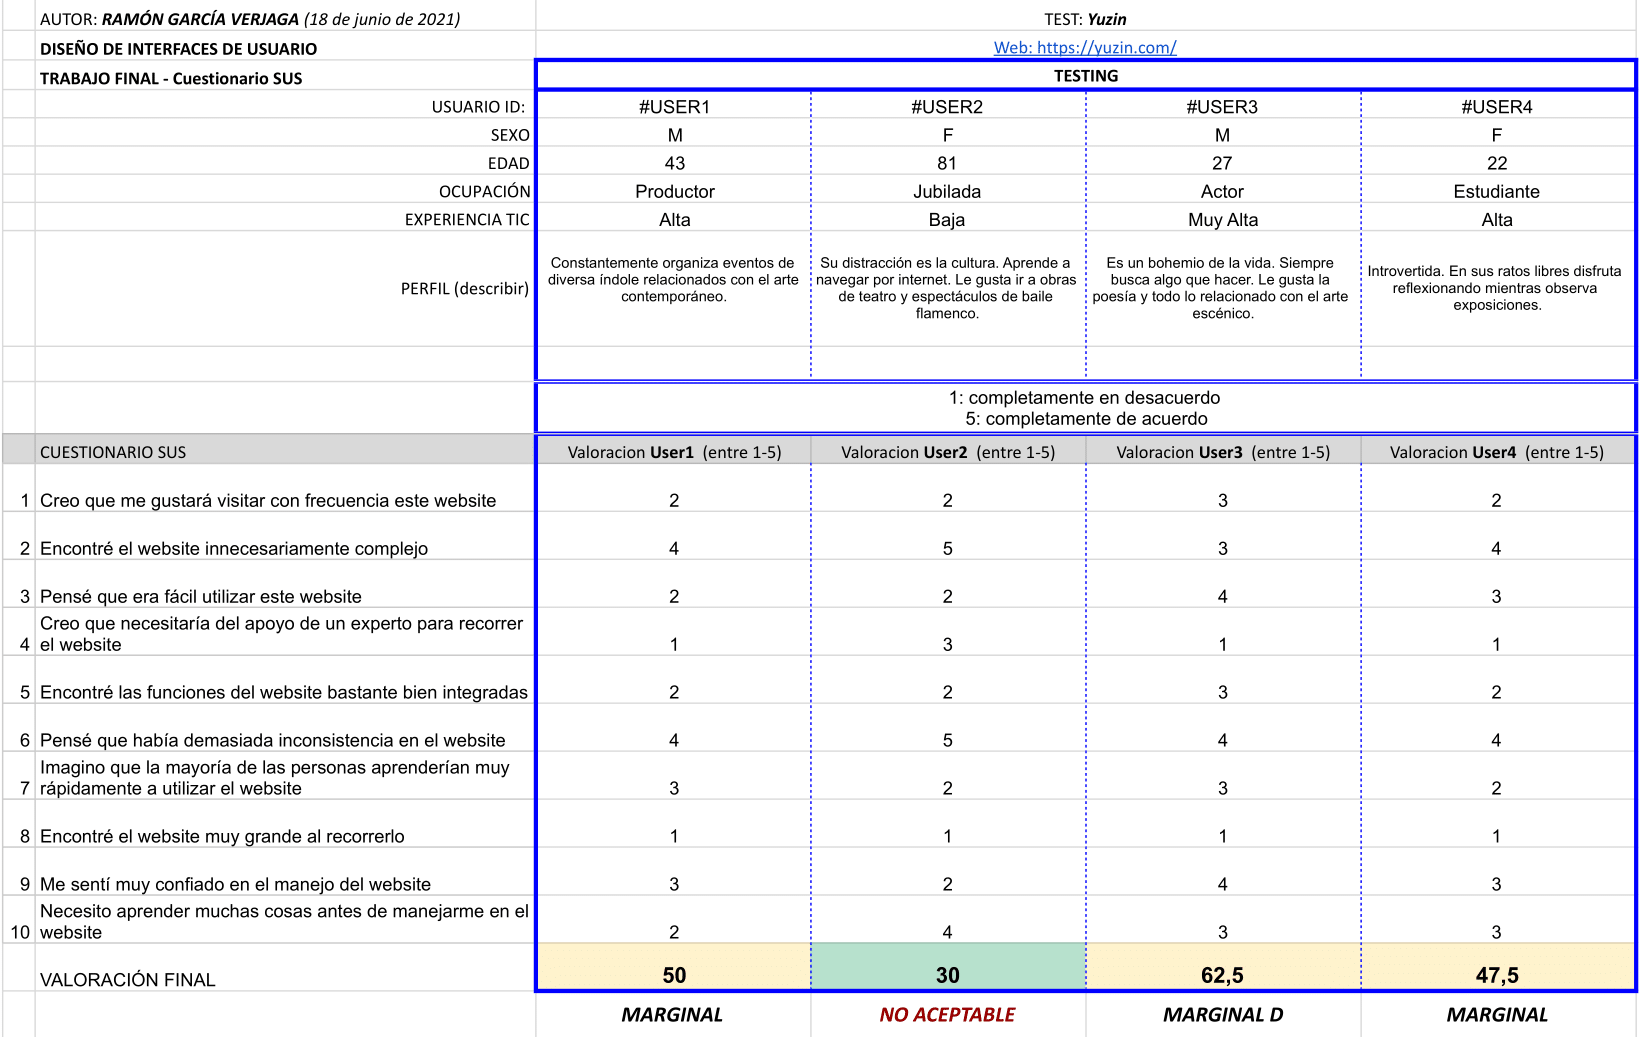 AUTOR: RAMÓN GARCÍA VERJAGA (18 de junio de 2021) TEST: Yuzin
DISEÑO DE INTERFACES DE USUARIO Web: https://yuzin.com/
TRABAJO FINAL - Cuestionario SUS TESTING
USUARIO ID: #USER1 #USER2 #USER3 #USER4
SEXO M F M F
EDAD 43 81 27 22
OCUPACIÓN Productor Jubilada Actor Estudiante
EXPERIENCIA TIC Alta Baja Muy Alta Alta
PERFIL (describir)
Constantemente organiza eventos de
diversa índole relacionados con el arte
contemporáneo.
Su distracción es la cultura. Aprende a
navegar por internet. Le gusta ir a obras
de teatro y espectáculos de baile
flamenco.
Es un bohemio de la vida. Siempre
busca algo que hacer. Le gusta la
poesía y todo lo relacionado con el arte
escénico.
Introvertida. En sus ratos libres disfruta
reflexionando mientras observa
exposiciones.
1: completamente en desacuerdo
5: completamente de acuerdo
CUESTIONARIO SUS Valoracion User1 (entre 1-5) Valoracion User2 (entre 1-5) Valoracion User3 (entre 1-5) Valoracion User4 (entre 1-5)
1 Creo que me gustará visitar con frecuencia este website 2 2 3 2
2 Encontré el website innecesariamente complejo 4 5 3 4
3 Pensé que era fácil utilizar este website 2 2 4 3
Creo que necesitaría del apoyo de un experto para recorrer
4 el website 1 3 1 1
5 Encontré las funciones del website bastante bien integradas 2 2 3 2
6 Pensé que había demasiada inconsistencia en el website 4 5 4 4
Imagino que la mayoría de las personas aprenderían muy
7 rápidamente a utilizar el website 3 2 3 2
8 Encontré el website muy grande al recorrerlo 1 1 1 1
9 Me sentí muy confiado en el manejo del website 3 2 4 3
Necesito aprender muchas cosas antes de manejarme en el
10 website 2 4 3 3
VALORACIÓN FINAL 50 30 62,5 47,5
MARGINAL NO ACEPTABLE MARGINAL D MARGINAL